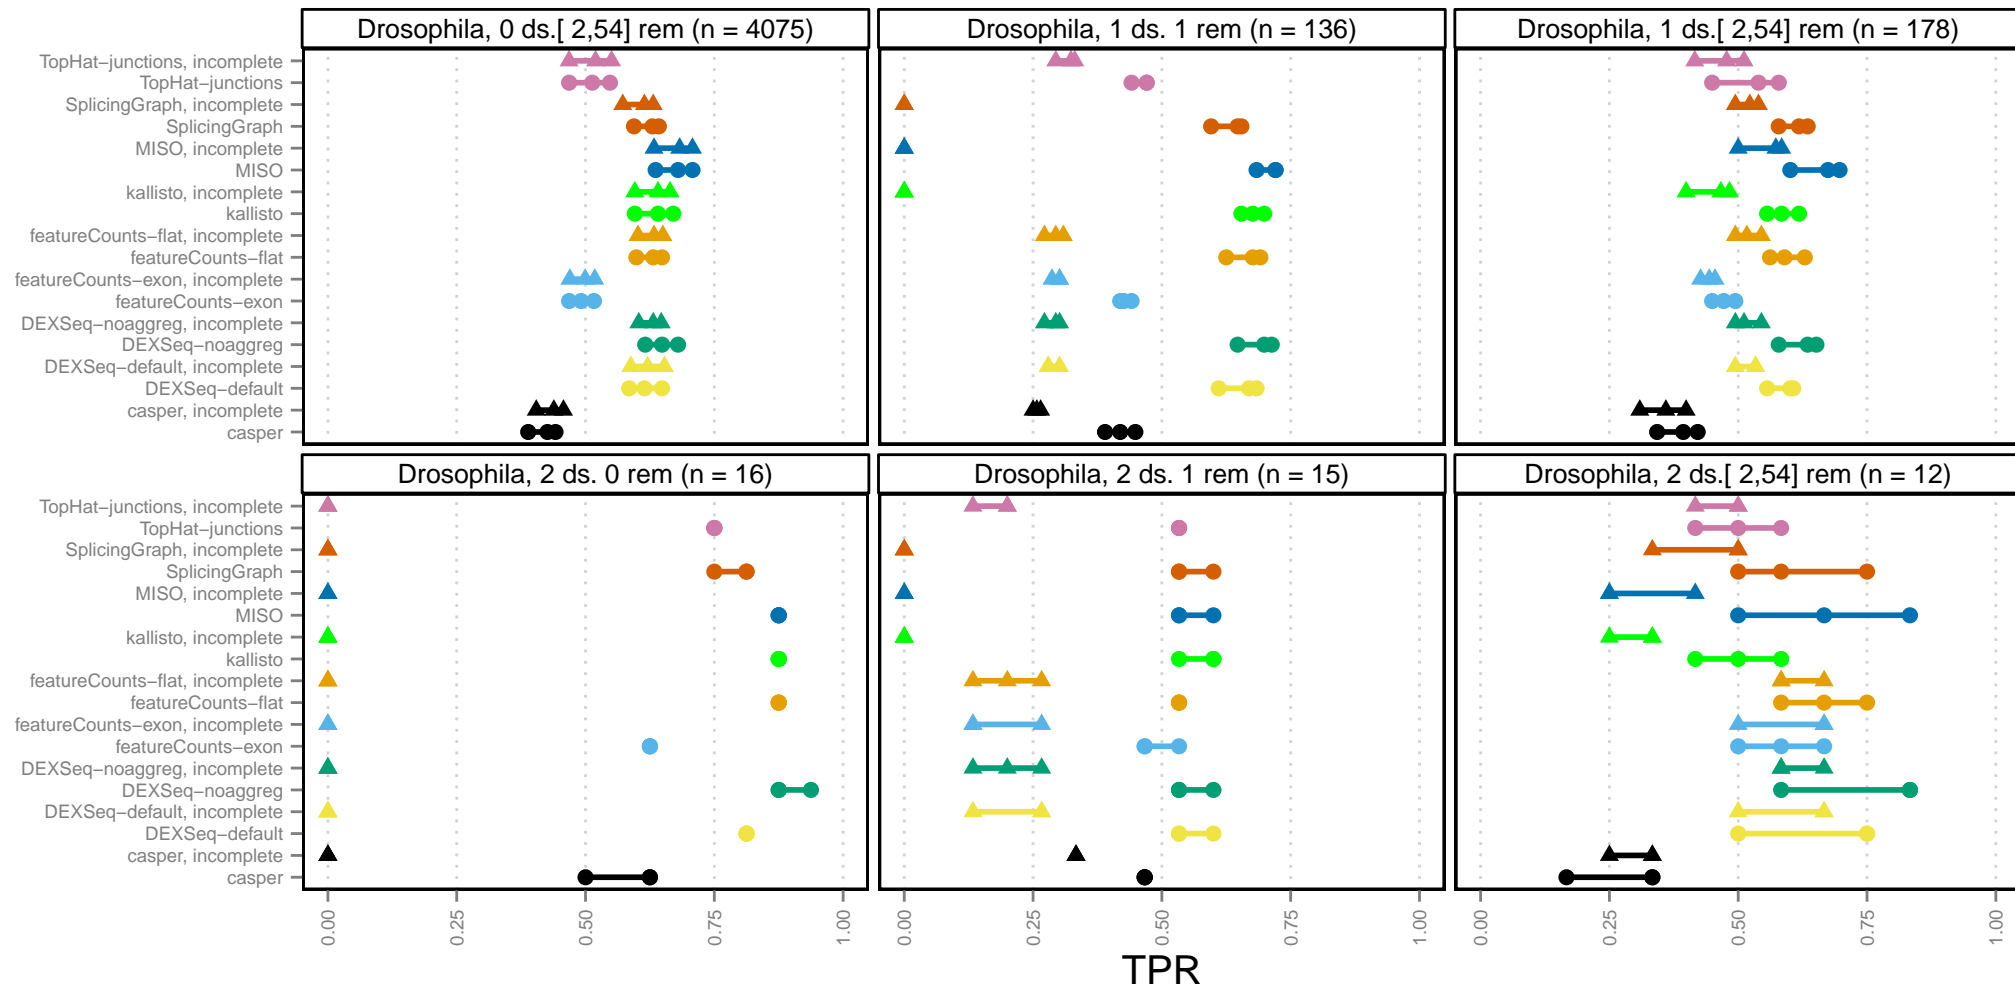 Drosophila, 0 ds.[ 2,54] rem (n = 4075)
Drosophila, 1 ds. 1 rem (n = 136)
Drosophila, 1 ds.[ 2,54] rem (n = 178)
TopHat−junctions, incomplete
TopHat−junctions
SplicingGraph, incomplete
SplicingGraph
MISO, incomplete
MISO
kallisto, incomplete
kallisto
featureCounts−flat, incomplete
featureCounts−flat
featureCounts−exon, incomplete
featureCounts−exon
DEXSeq−noaggreg, incomplete
DEXSeq−noaggreg
DEXSeq−default, incomplete
DEXSeq−default
casper, incomplete
casper
Drosophila, 2 ds. 0 rem (n = 16)
Drosophila, 2 ds. 1 rem (n = 15)
Drosophila, 2 ds.[ 2,54] rem (n = 12)
TopHat−junctions, incomplete
TopHat−junctions
SplicingGraph, incomplete
SplicingGraph
MISO, incomplete
MISO
kallisto, incomplete
kallisto
featureCounts−flat, incomplete
featureCounts−flat
featureCounts−exon, incomplete
featureCounts−exon
DEXSeq−noaggreg, incomplete
DEXSeq−noaggreg
DEXSeq−default, incomplete
DEXSeq−default
casper, incomplete
casper
0.00
0.25
0.50
0.75
1.00
0.00
0.25
0.50
0.75
1.00
0.00
0.25
0.50
0.75
1.00
TPR